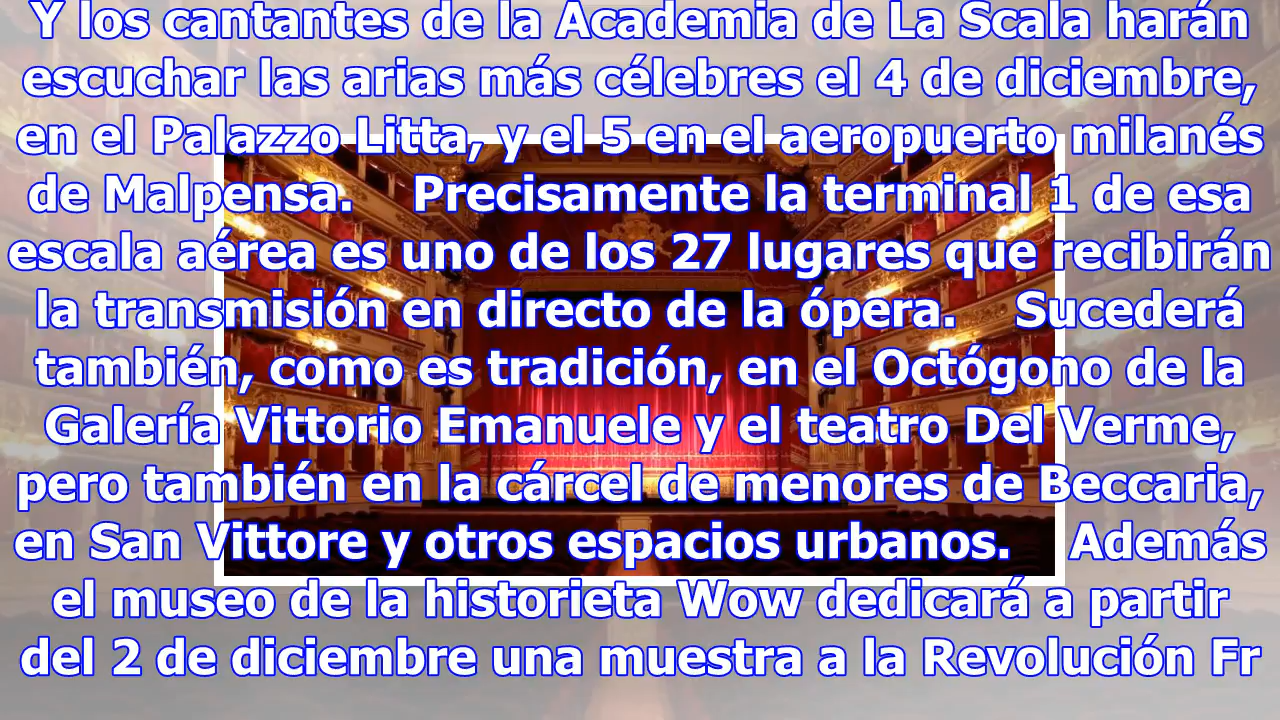 Y los cantantes de la Academia de La Scala harán
escuchar las arias más célebres el 4 de diciembre,
en el Palazzo Litta, y el 5 en el aeropuerto milanés
de Malpensa.    Precisamente la terminal 1 de esa
escala aérea es uno de los 27 lugares que recibirán
la transmisión en directo de la ópera.    Sucederá
también, como es tradición, en el Octógono de la
Galería Vittorio Emanuele y el teatro Del Verme,
pero también en la cárcel de menores de Beccaria,
en San Vittore y otros espacios urbanos.    Además
el museo de la historieta Wow dedicará a partir
del 2 de diciembre una muestra a la Revolución Fr